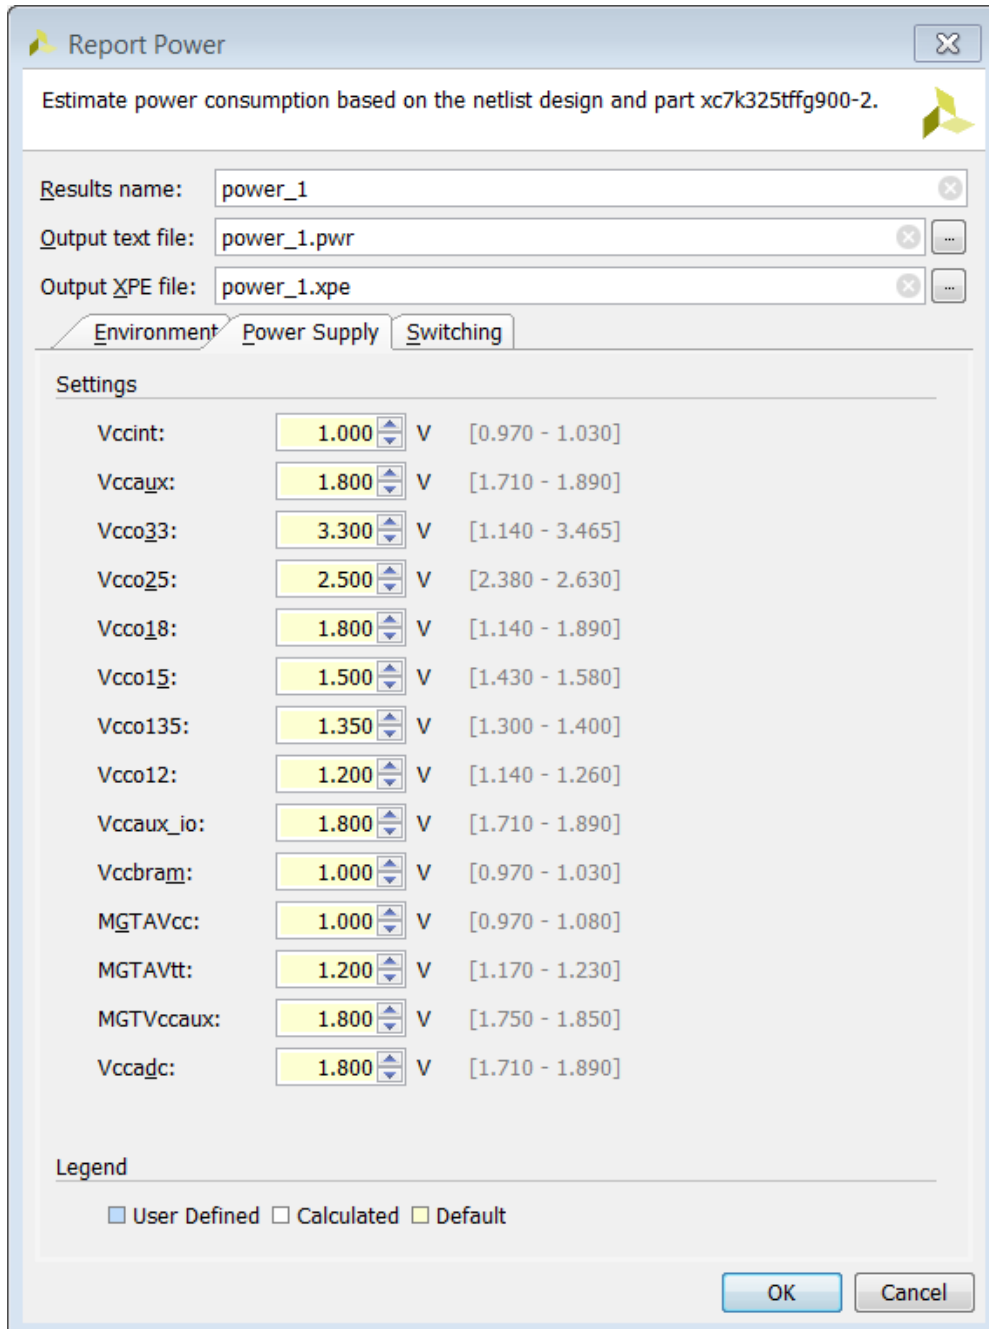 Report Power
Estimate power consumption based on the netlist design and part xc7k325tffg900-2.
Results name: power_1
Output text file: power_1.pwr ...
Output XPE file: power_1.xpe ...
Environment Power Supply Switching
Settings
Vccint: 1.000 V [0.970 - 1.030]
Vccaux: 1.800 V [1.710 - 1.890]
Vcco33: 3.300 V [1.140 - 3.465]
Vcco25: 2.500 V [2.380 - 2.630]
Vcco18: 1.800 V [1.140 - 1.890]
Vcco15: 1.500 V [1.430 - 1.580]
Vcco135: 1.350 V [1.300 - 1.400]
Vcco12: 1.200 V [1.140 - 1.260]
Vccaux_io: 1.800 V [1.710 - 1.890]
Vccbram: 1.000 V [0.970 - 1.030]
MGTAVcc: 1.000 V [0.970 - 1.080]
MGTAVtt: 1.200 V [1.170 - 1.230]
MGTVccaux: 1.800 V [1.750 - 1.850]
Vccadc: 1.800 V [1.710 - 1.890]
Legend
User Defined Calculated Default
OK Cancel